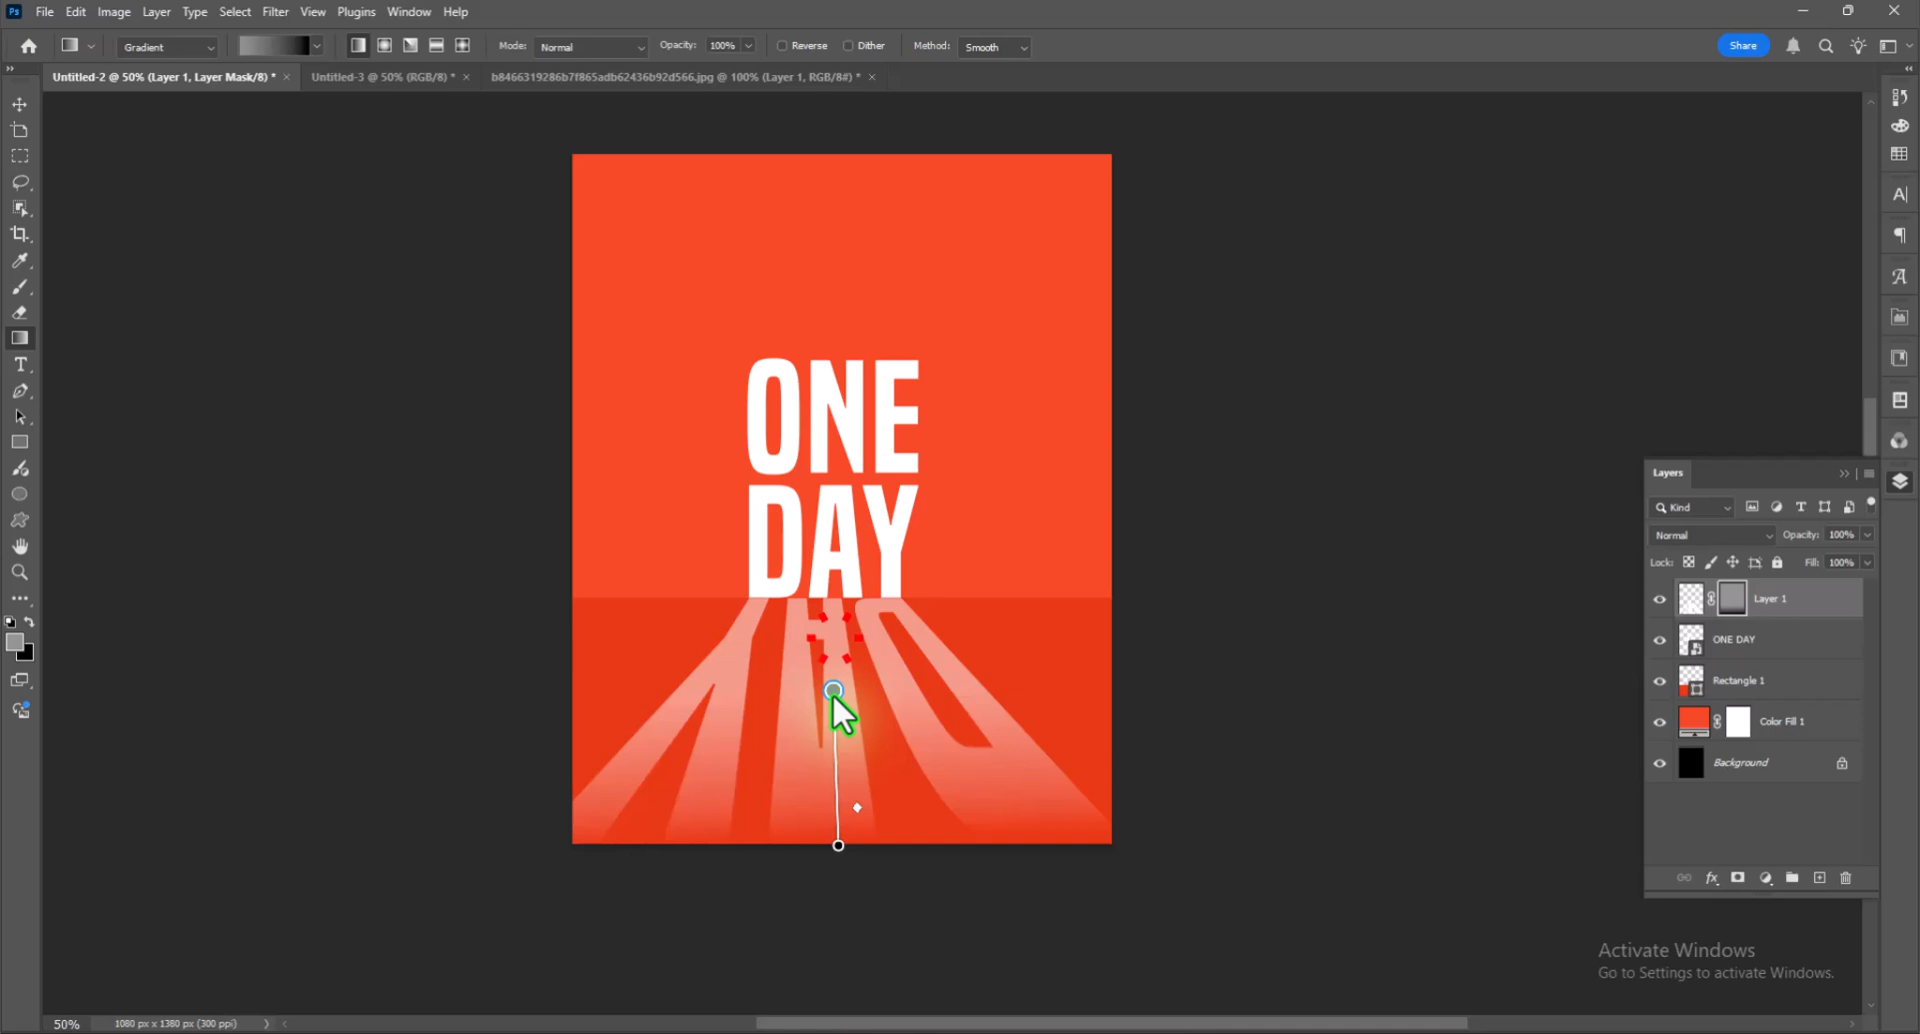 Ps File Edit Image Layer Type Select Filter View Plugins Window Help
Gradient Mode: Normal Opacity: 100% Reverse Dither Method: Smooth Share
Untitled-2 @ 50% (Layer 1, Layer Mask/8) * × Untitled-3 @ 50% (RGB/8) * × b8466319286b7f865adb62436b92d566.jpg @ 100% (Layer 1, RGB/8#) * ×
ONE
DAY
Layers
Kind
Normal Opacity: 100%
Lock: Fill: 100%
Layer 1
ONE DAY
Rectangle 1
Color Fill 1
Background
fx
Activate Windows
Go to Settings to activate Windows.
50% 1080 px x 1380 px (300 ppi)